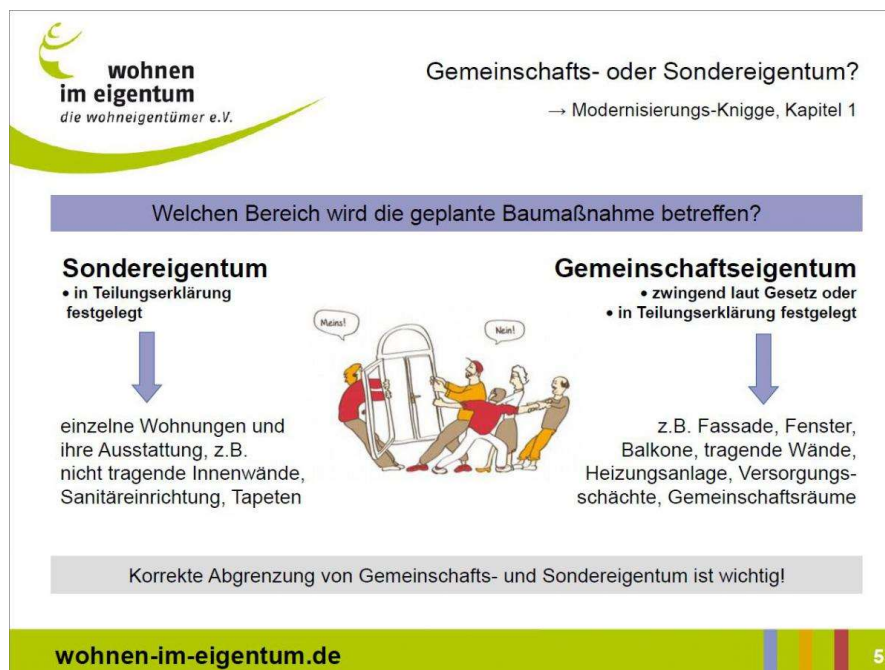 wohnen
im eigentum
die wohneigentümer e.V.
Gemeinschafts- oder Sondereigentum?
→ Modernisierungs-Knigge, Kapitel 1
Welchen Bereich wird die geplante Baumaßnahme betreffen?
Sondereigentum
• in Teilungserklärung
festgelegt
einzelne Wohnungen und
ihre Ausstattung, z.B.
nicht tragende Innenwände,
Sanitäreinrichtung, Tapeten
Meins!
Nein!
Gemeinschaftseigentum
• zwingend laut Gesetz oder
• in Teilungserklärung festgelegt
z.B. Fassade, Fenster,
Balkone, tragende Wände,
Heizungsanlage, Versorgungs-
schächte, Gemeinschaftsräume
Korrekte Abgrenzung von Gemeinschafts- und Sondereigentum ist wichtig!
wohnen-im-eigentum.de
5